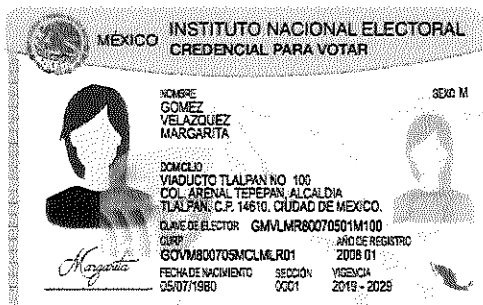 MÉXICO
INSTITUTO NACIONAL ELECTORAL
CREDENCIAL PARA VOTAR
NOMBRE
SEXO M
GOMEZ
VELAZQUEZ
MARGARITA
DOMICILIO
VIADUCTO TLALPAN NO 100
COL. ARENAL TEPEPAN, ALCALDIA
TLALPAN, C.P. 14610, CIUDAD DE MEXICO.
CLAVE DE ELECTOR GMVLMR80070501M100
CURP
AÑO DE REGISTRO
GOVM800705MCLMLR01
2008 01
FECHA DE NACIMIENTO
SECCIÓN
VIGENCIA
05/07/1980
0001
2019 - 2029
Margarita